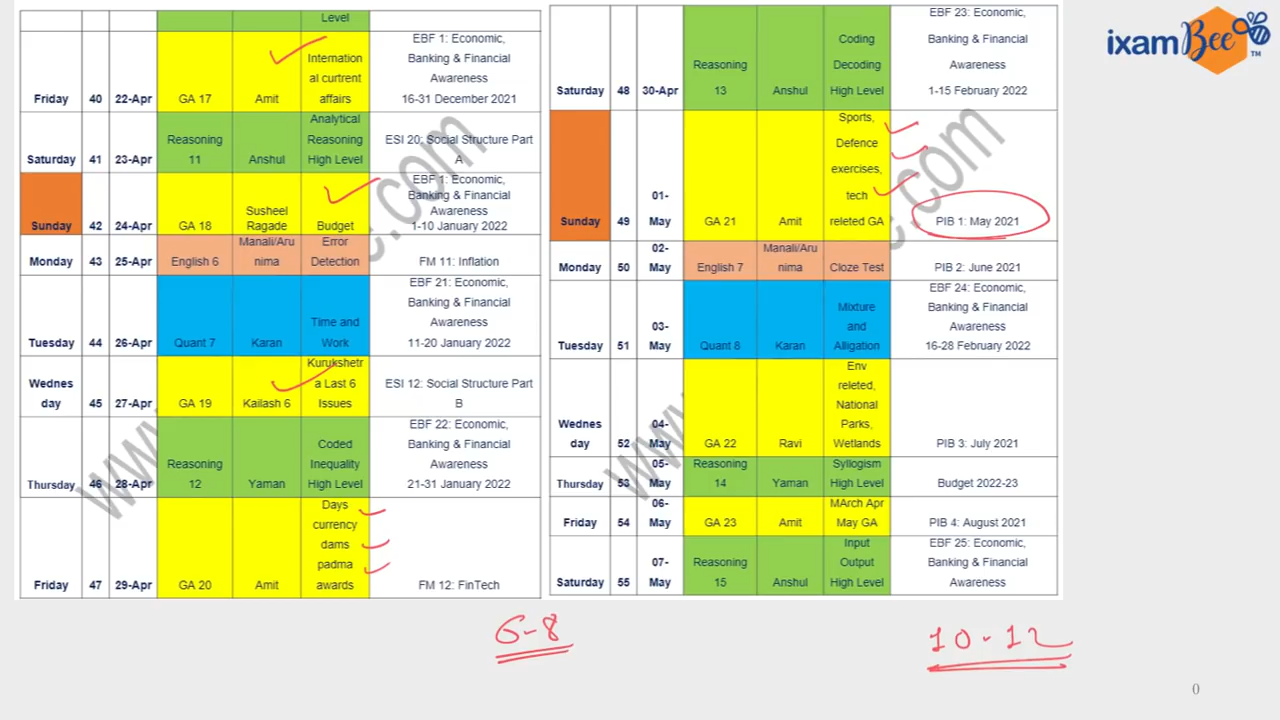 Level
Friday 40 22-Apr GA 17 Amit Internation al curtrent affairs EBF 1: Economic, Banking & Financial Awareness 16-31 December 2021
Saturday 41 23-Apr Reasoning 11 Anshul Analytical Reasoning High Level ESI 20: Social Structure Part A
Sunday 42 24-Apr GA 18 Susheel Ragade Budget EBF 1: Economic, Banking & Financial Awareness 1-10 January 2022
Monday 43 25-Apr English 6 Manali/Aru nima Error Detection FM 11: Inflation
Tuesday 44 26-Apr Quant 7 Karan Time and Work EBF 21: Economic, Banking & Financial Awareness 11-20 January 2022
Wednes day 45 27-Apr GA 19 Kailash 6 Kurukshetr a Last 6 Issues ESI 12: Social Structure Part B
Thursday 46 28-Apr Reasoning 12 Yaman Coded Inequality High Level EBF 22: Economic, Banking & Financial Awareness 21-31 January 2022
Friday 47 29-Apr GA 20 Amit Days currency dams padma awards FM 12: FinTech
Saturday 48 30-Apr Reasoning 13 Anshul Coding Decoding High Level EBF 23: Economic, Banking & Financial Awareness 1-15 February 2022
Sunday 49 01-May GA 21 Amit Sports, Defence exercises, tech releted GA PIB 1: May 2021
Monday 50 02-May English 7 Manali/Aru nima Cloze Test PIB 2: June 2021
Tuesday 51 03-May Quant 8 Karan Mixture and Alligation EBF 24: Economic, Banking & Financial Awareness 16-28 February 2022
Wednes day 52 04-May GA 22 Ravi Env releted, National Parks, Wetlands PIB 3: July 2021
Thursday 53 05-May Reasoning 14 Yaman Syllogism High Level Budget 2022-23
Friday 54 06-May GA 23 Amit MArch Apr May GA PIB 4: August 2021
Saturday 55 07-May Reasoning 15 Anshul Input Output High Level EBF 25: Economic, Banking & Financial Awareness
ixamBee TM
6-8
10-12
0